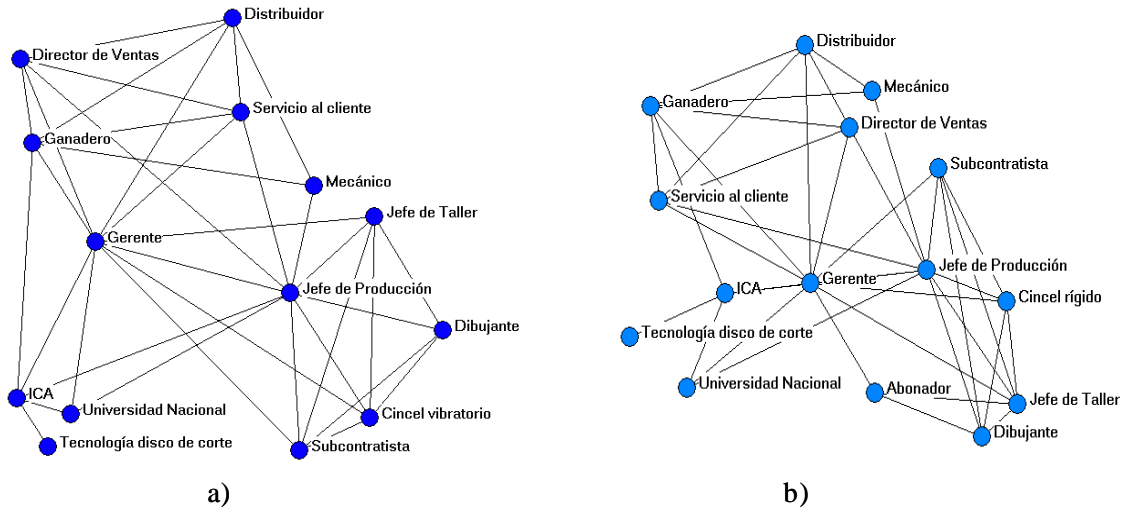 Distribuidor
Director de Ventas
Servicio al cliente
Ganadero
Mecánico
Jefe de Taller
Gerente
Jefe de Producción
Dibujante
ICA
Universidad Nacional
Cincel vibratorio
Tecnología disco de corte
Subcontratista
a)
Distribuidor
Mecánico
Ganadero
Director de Ventas
Subcontratista
Servicio al cliente
Jefe de Producción
Gerente
ICA
Cincel rígido
Tecnología disco de corte
Universidad Nacional
Abonador
Jefe de Taller
Dibujante
b)